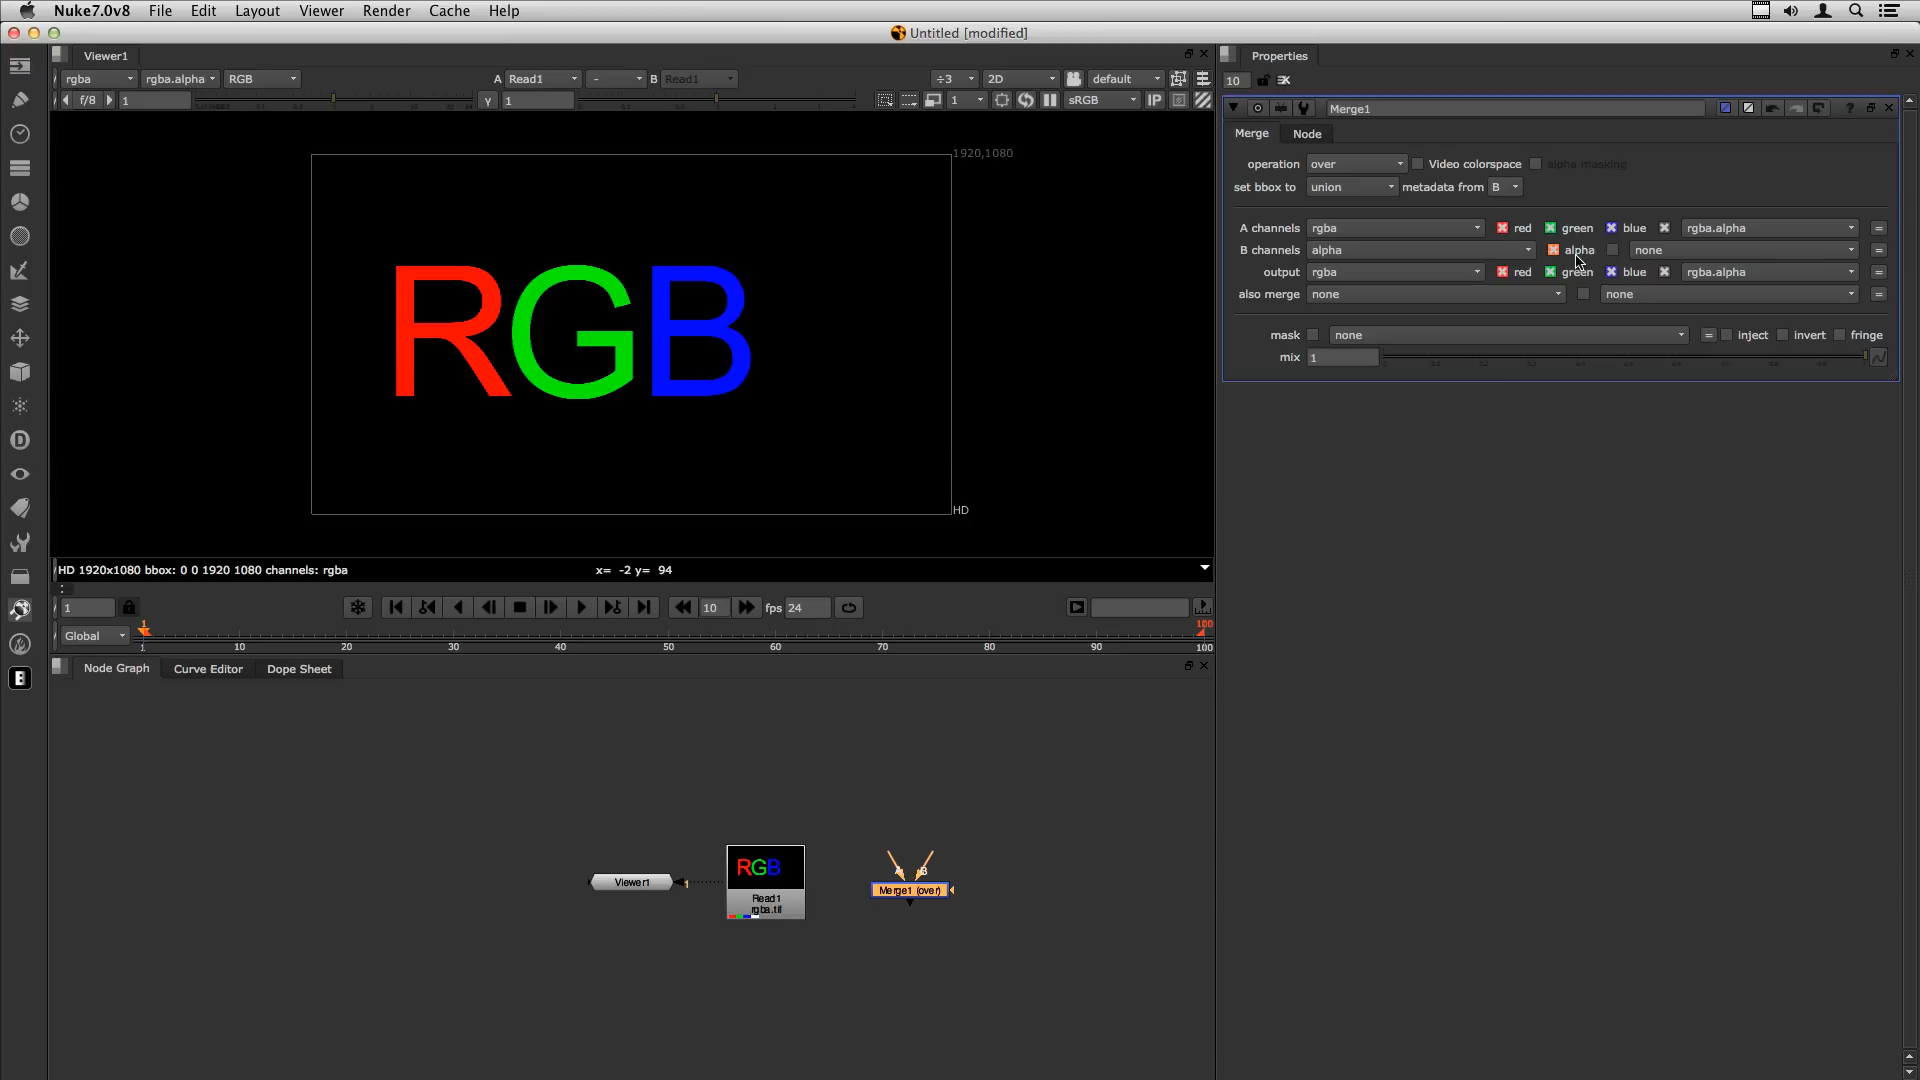 Nuke7.0v8 File Edit Layout Viewer Render Cache Help
Untitled [modified]
Viewer1
rgba rgba.alpha RGB A Read1 - B Read1 ÷3 2D default
f/8 1 Y 1 1 sRGB IP
1920,1080
RGB
HD
HD 1920x1080 bbox: 0 0 1920 1080 channels: rgba x= -2 y= 94
1 10 fps 24
Global 1 1 10 20 30 40 50 60 70 80 90 100 100
Node Graph Curve Editor Dope Sheet
Viewer1 1
RGB
Read1
rgba.tif
A B
Merge1 (over)
Properties
10
Merge1 ?
Merge Node
operation over Video colorspace alpha masking
set bbox to union metadata from B
A channels rgba red green blue rgba.alpha =
B channels alpha alpha none =
output rgba red green blue rgba.alpha =
also merge none none =
mask none = inject invert fringe
mix 1